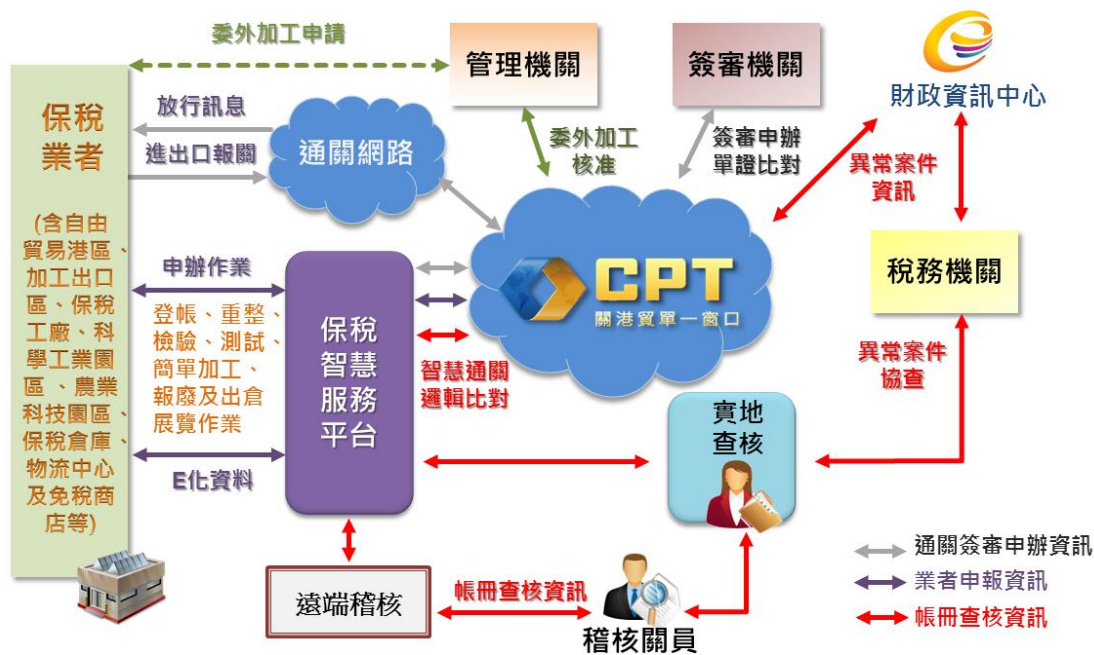 委外加工申請
管理機關
簽審機關
財政資訊中心
保稅
業者
(含自由
貿易港區、
加工出口
區、保稅
工廠、科
學工業園
區、農業
科技園區、
保稅倉庫、
物流中心
及免稅商
店等)
放行訊息
進出口報關
通關網路
委外加工
核准
簽審申辦
單證比對
異常案件
資訊
CPT
關港貿單一窗口
稅務機關
申辦作業
登帳、重整、
檢驗、測試、
簡單加工、
報廢及出倉
展覽作業
E化資料
保稅
智慧
服務
平台
智慧通關
邏輯比對
異常案件
協查
實地
查核
遠端稽核
帳冊查核資訊
稽核關員
通關簽審申辦資訊
業者申報資訊
帳冊查核資訊